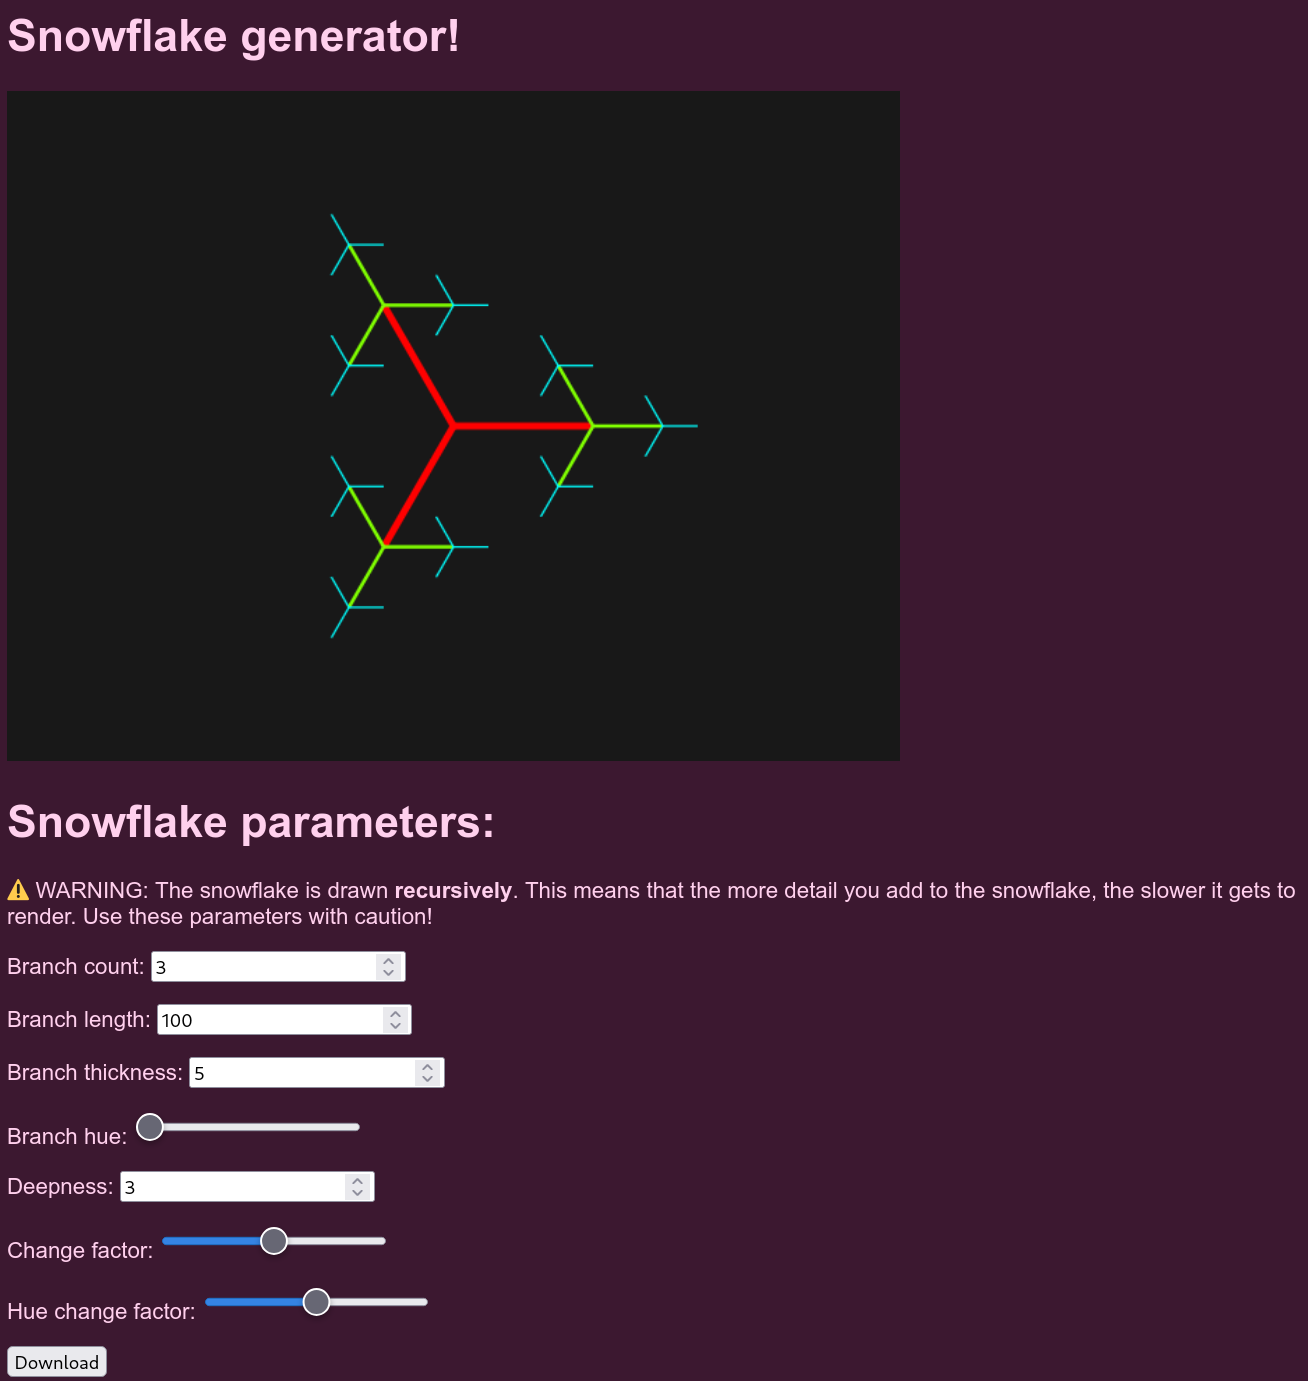 Snowflake generator!
Snowflake parameters:
⚠️ WARNING: The snowflake is drawn recursively. This means that the more detail you add to the snowflake, the slower it gets to
render. Use these parameters with caution!
Branch count: 3
Branch length: 100
Branch thickness: 5
Branch hue:
Deepness: 3
Change factor:
Hue change factor:
Download